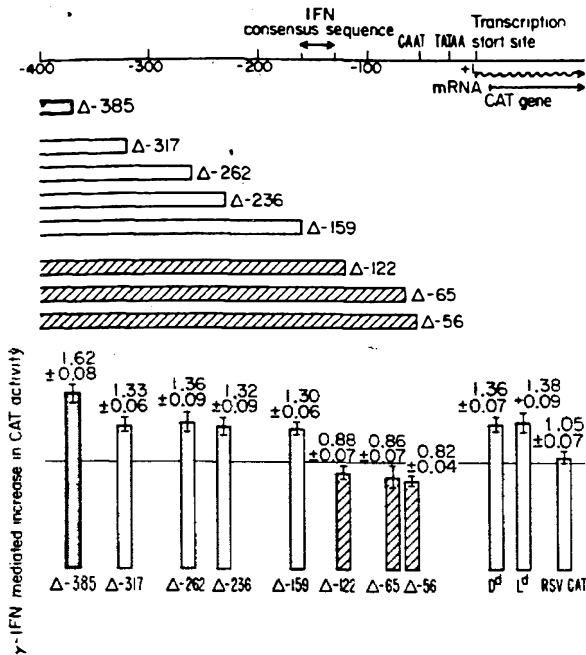 IFN
consensus sequence
Transcription
CAAT TATAA start site
-400 -300 -200 -100 +1
mRNA
CAT gene
Δ-385
Δ-317
Δ-262
Δ-236
Δ-159
Δ-122
Δ-65
Δ-56
γ-IFN mediated increase in CAT activity
1.62
±0.08
1.33
±0.06
1.36
±0.09
1.32
±0.09
1.30
±0.06
0.88
±0.07
0.86
±0.07
0.82
±0.04
1.36
±0.07
1.38
±0.09
1.05
±0.07
Δ-385 Δ-317 Δ-262 Δ-236 Δ-159 Δ-122 Δ-65 Δ-56 Dᵈ Lᵈ RSV CAT